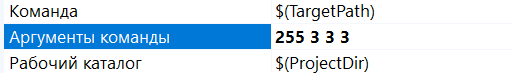 Команда $(TargetPath)
Аргументы команды 255 3 3 3
Рабочий каталог $(ProjectDir)